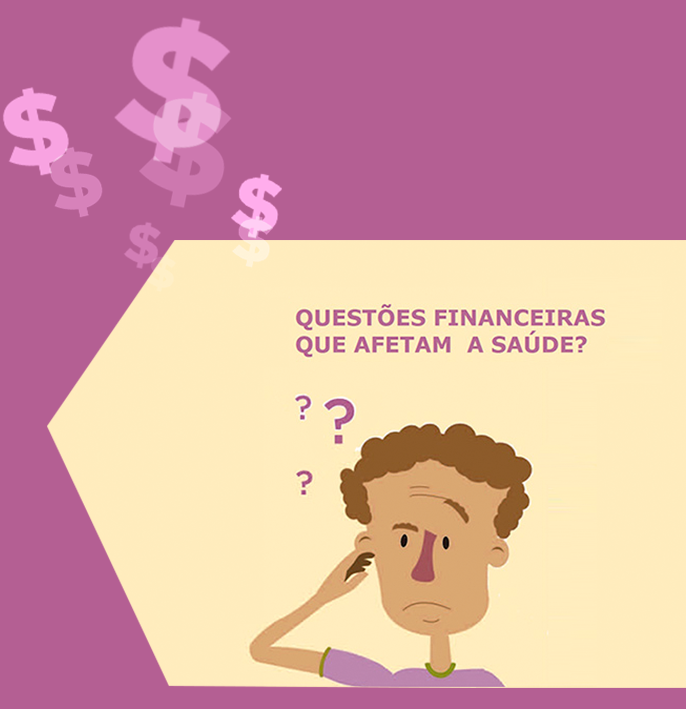 $ $ $ $ $ $ $ $
QUESTÕES FINANCEIRAS
QUE AFETAM A SAÚDE?
? ?
?